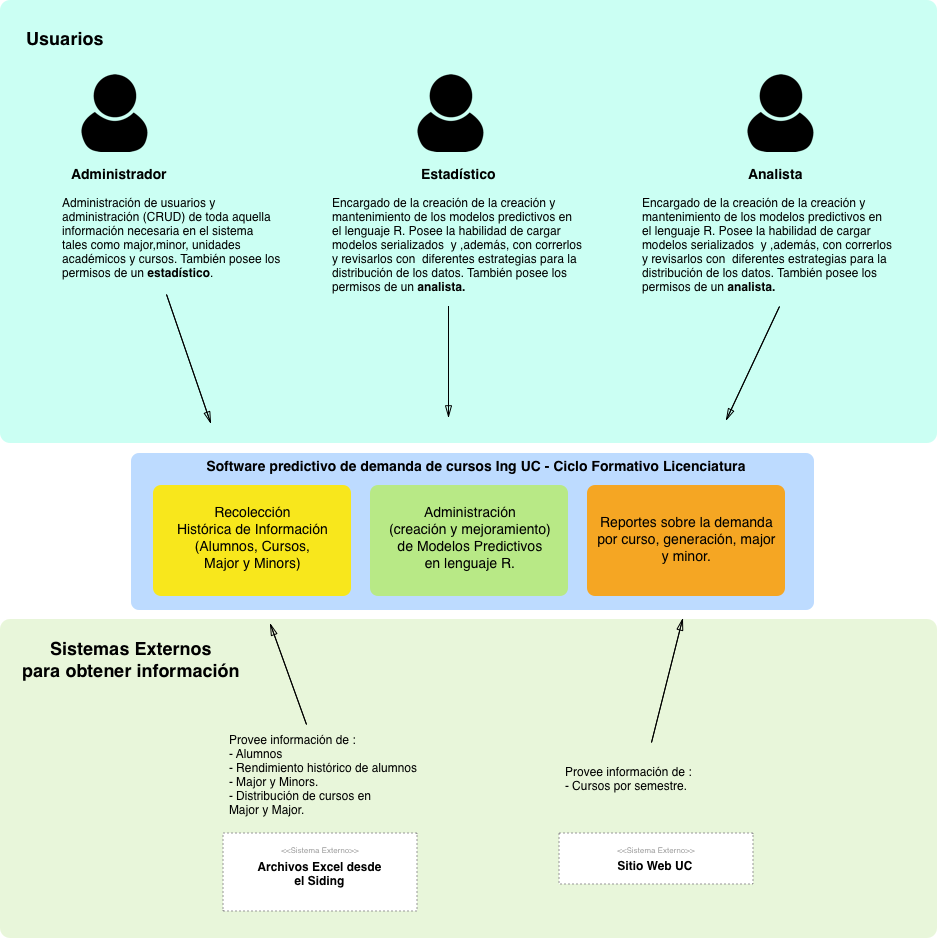 Usuarios
Administrador
Administración de usuarios y
administración (CRUD) de toda aquella
información necesaria en el sistema
tales como major,minor, unidades
académicos y cursos. También posee los
permisos de un estadístico.
Estadístico
Encargado de la creación de la creación y
mantenimiento de los modelos predictivos en
el lenguaje R. Posee la habilidad de cargar
modelos serializados  y ,además, con correrlos
y revisarlos con  diferentes estrategias para la
distribución de los datos. También posee los
permisos de un analista.
Analista
Encargado de la creación de la creación y
mantenimiento de los modelos predictivos en
el lenguaje R. Posee la habilidad de cargar
modelos serializados  y ,además, con correrlos
y revisarlos con  diferentes estrategias para la
distribución de los datos. También posee los
permisos de un analista.
Software predictivo de demanda de cursos Ing UC - Ciclo Formativo Licenciatura
Recolección
Histórica de Información
(Alumnos, Cursos,
Major y Minors)
Administración
(creación y mejoramiento)
de Modelos Predictivos
en lenguaje R.
Reportes sobre la demanda
por curso, generación, major
y minor.
Sistemas Externos
para obtener información
Provee información de :
- Alumnos
- Rendimiento histórico de alumnos
- Major y Minors.
- Distribución de cursos en
Major y Major.
<<Sistema Externo>>
Archivos Excel desde
el Siding
Provee información de :
- Cursos por semestre.
<<Sistema Externo>>
Sitio Web UC